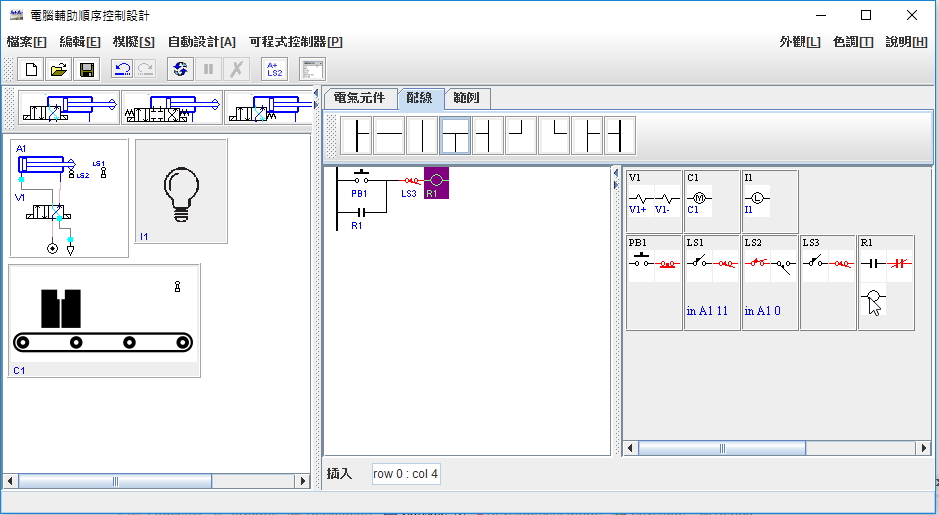 電腦輔助順序控制設計
檔案[F] 編輯[E] 模擬[S] 自動設計[A] 可程式控制器[P] 外觀[L] 色調[T] 說明[H]
A+
LS2
電氣元件 配線 範例
A1
LS1
LS2
V1
I1
C1
PB1 LS3 R1
R1
V1 C1 I1
M L
V1+ V1- C1 I1
PB1 LS1 LS2 LS3 R1
in A1 11 in A1 0
插入 row 0 : col 4